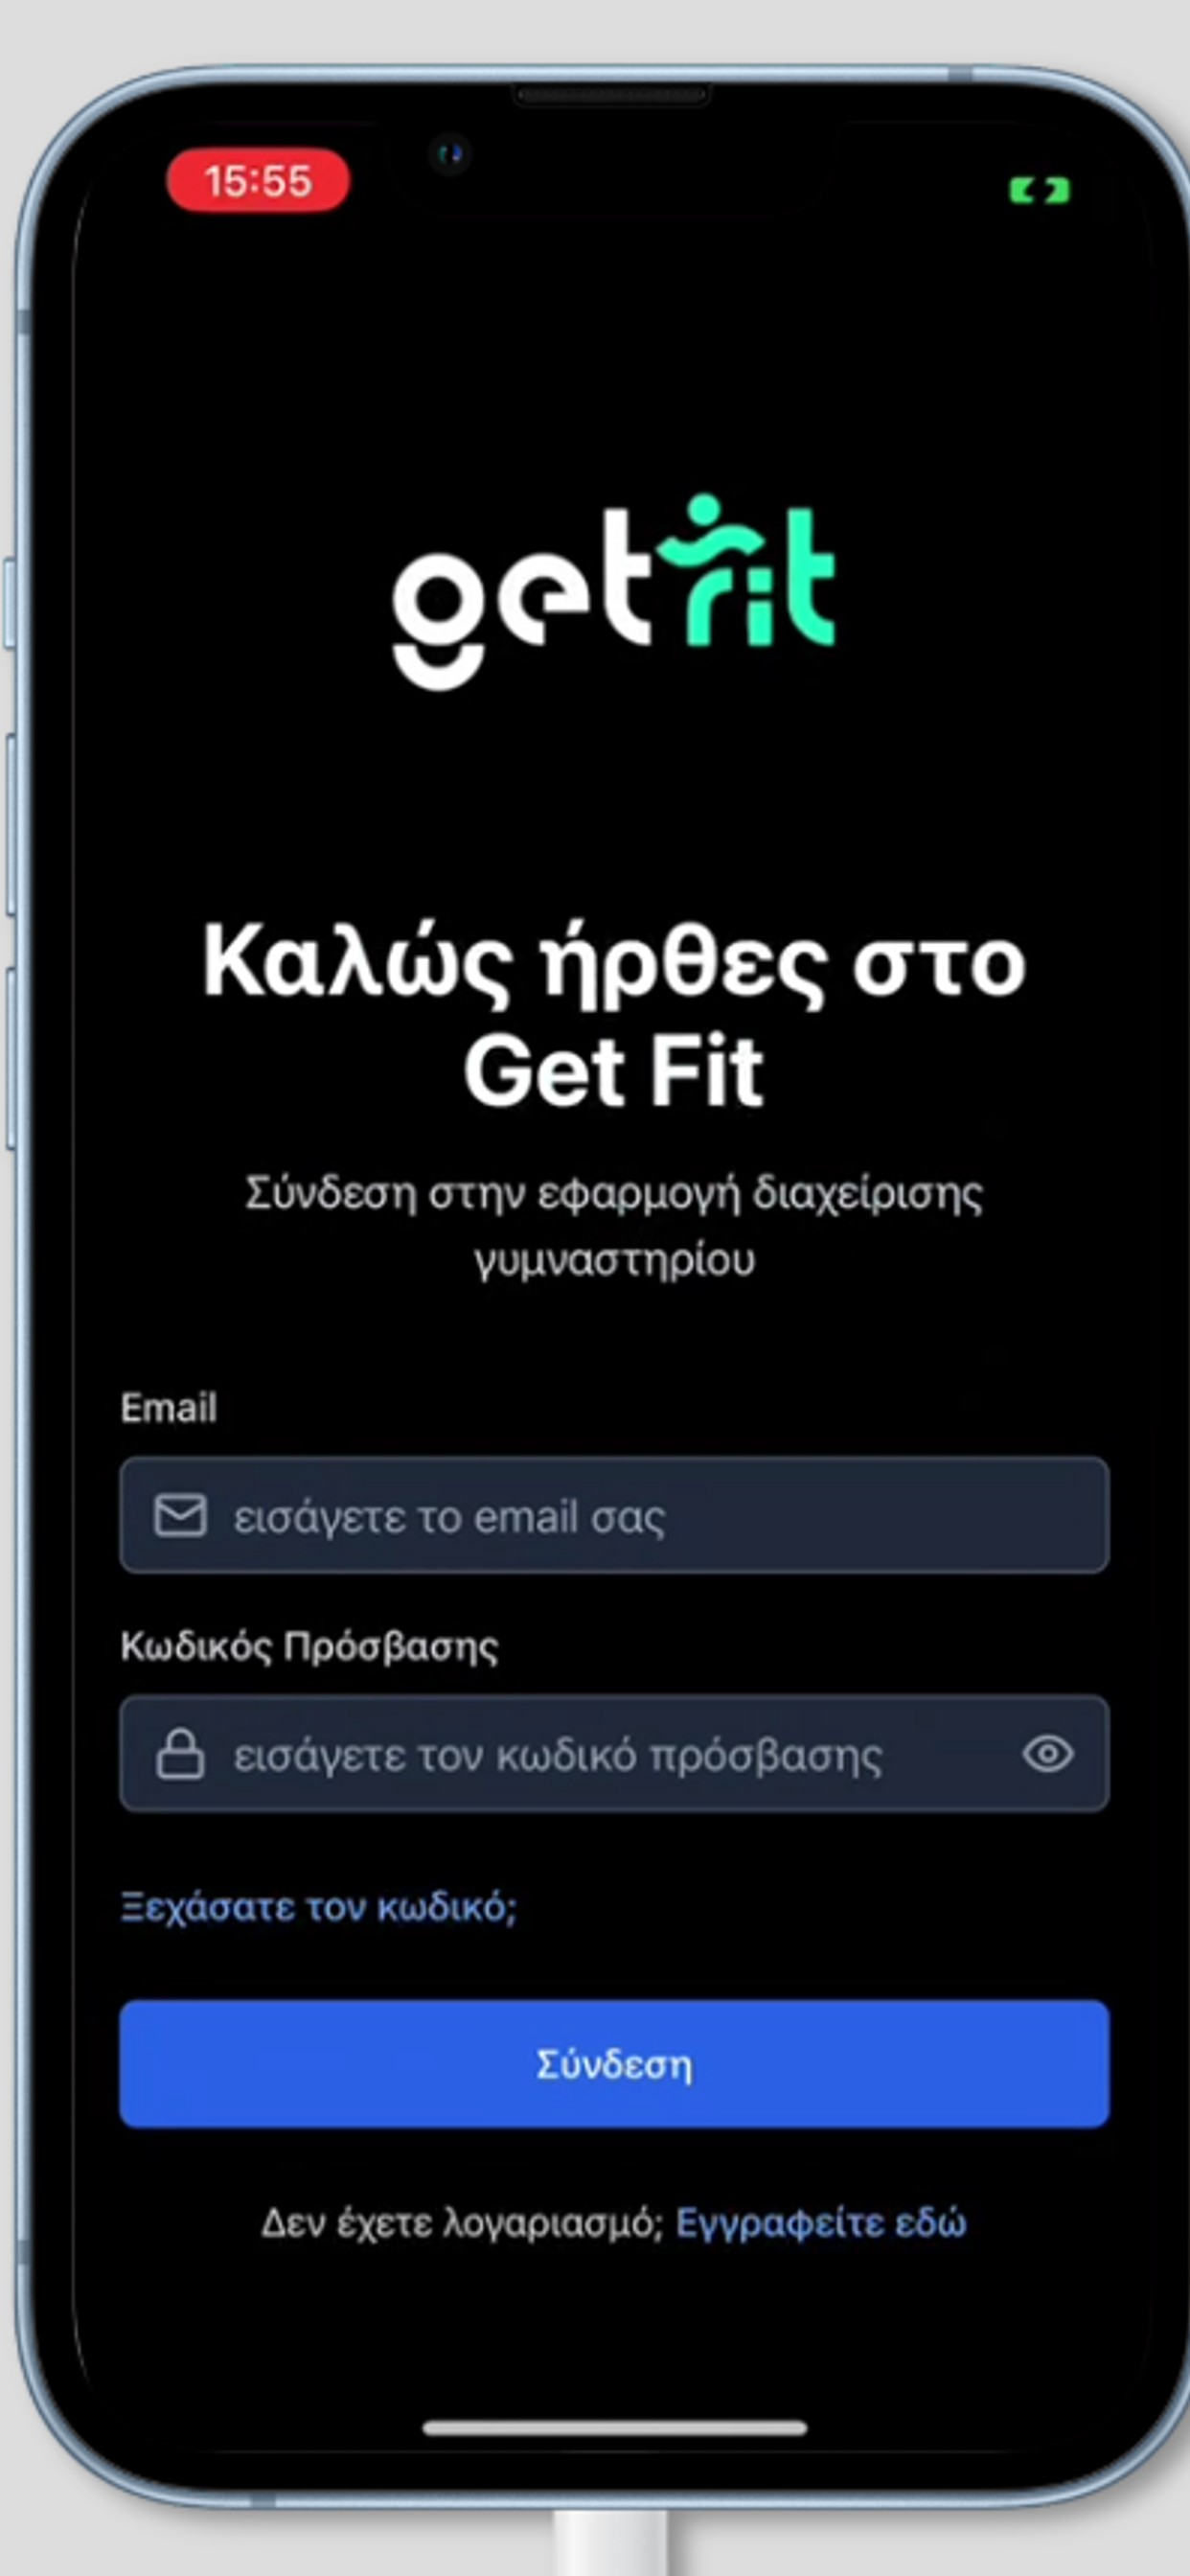 15:55
getfit
Καλώς ήρθες στο
Get Fit
Σύνδεση στην εφαρμογή διαχείρισης
γυμναστηρίου
Email
εισάγετε το email σας
Κωδικός Πρόσβασης
εισάγετε τον κωδικό πρόσβασης
Ξεχάσατε τον κωδικό;
Σύνδεση
Δεν έχετε λογαριασμό; Εγγραφείτε εδώ